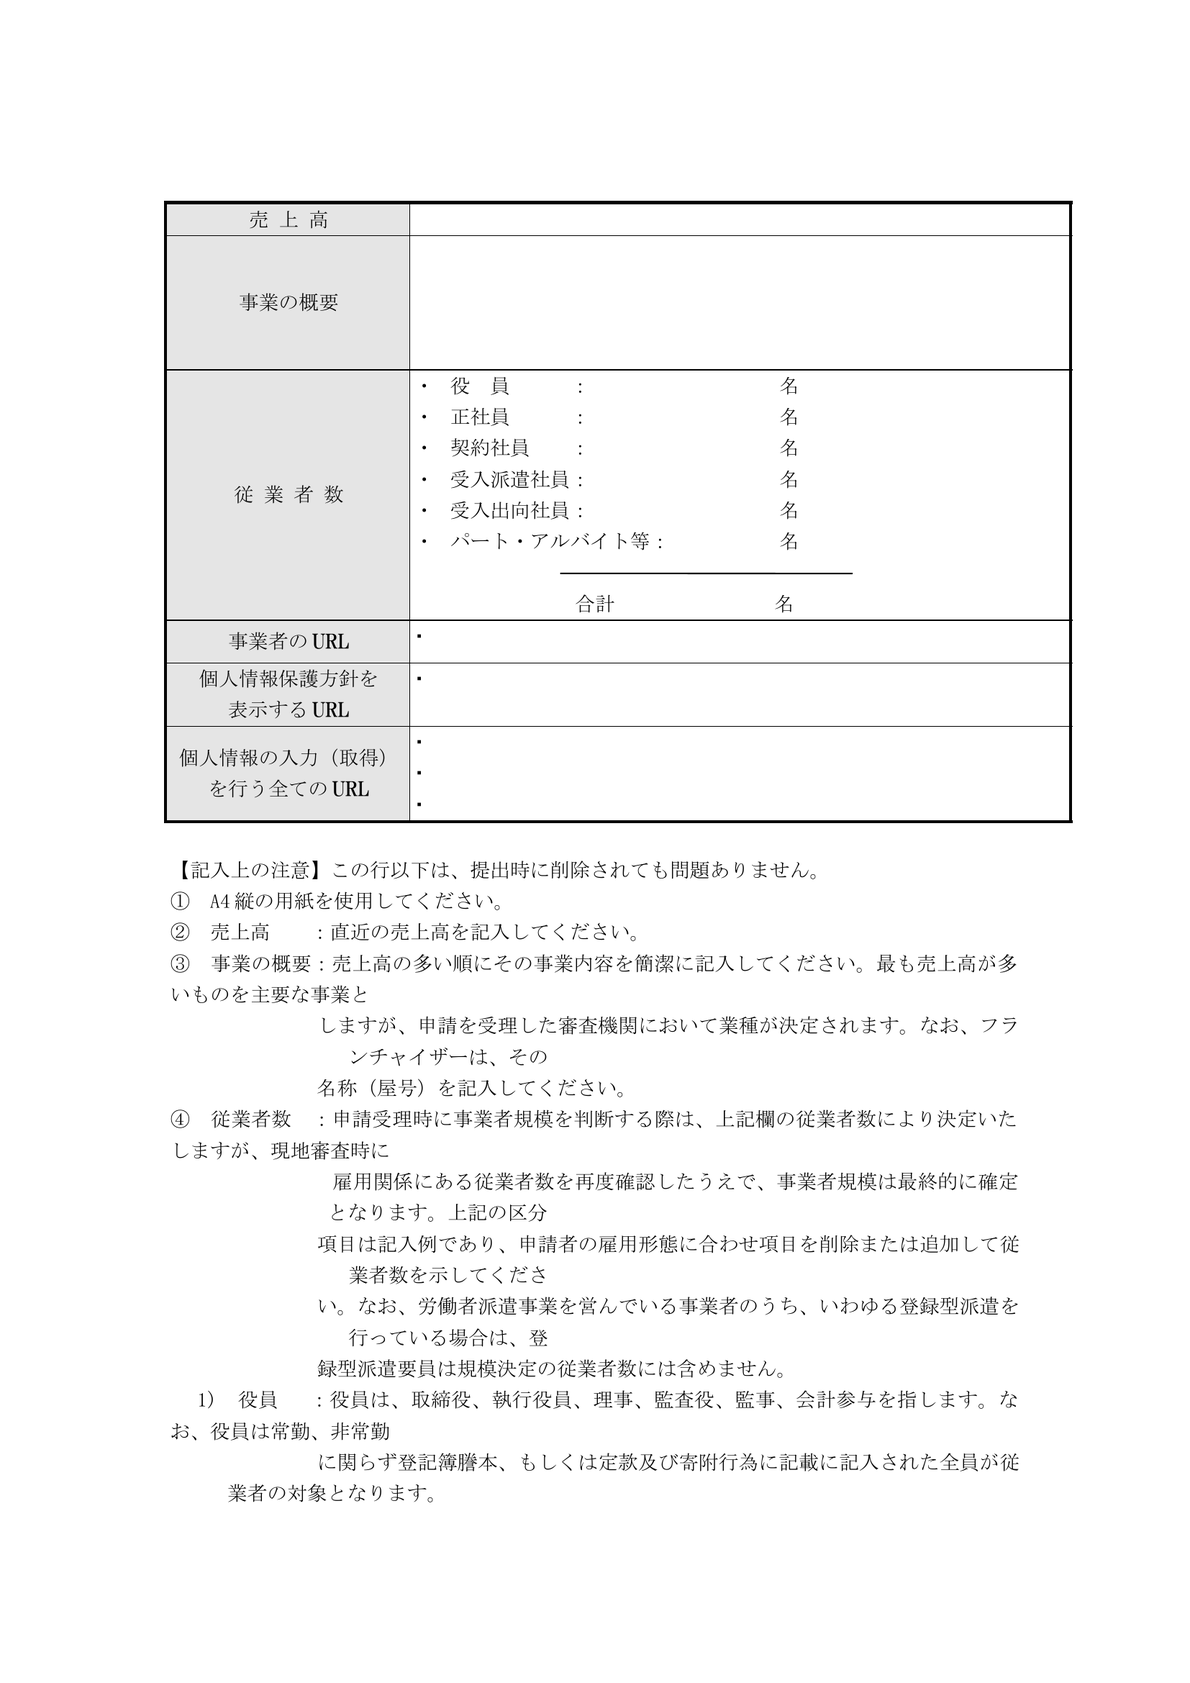 売 上 高
事業の概要
従 業 者 数
・ 役　員　　　：　　　　　　　　　　名
・ 正社員　　　：　　　　　　　　　　名
・ 契約社員　　：　　　　　　　　　　名
・ 受入派遣社員：　　　　　　　　　　名
・ 受入出向社員：　　　　　　　　　　名
・ パート・アルバイト等：　　　　　　名
合計　　　　　　　　名
事業者の URL
・
個人情報保護方針を
表示する URL
・
個人情報の入力（取得）
を行う全ての URL
・
・
・
【記入上の注意】この行以下は、提出時に削除されても問題ありません。
①　A4 縦の用紙を使用してください。
②　売上高　　：直近の売上高を記入してください。
③　事業の概要：売上高の多い順にその事業内容を簡潔に記入してください。最も売上高が多
いものを主要な事業と
しますが、申請を受理した審査機関において業種が決定されます。なお、フラ
ンチャイザーは、その
名称（屋号）を記入してください。
④　従業者数　：申請受理時に事業者規模を判断する際は、上記欄の従業者数により決定いた
しますが、現地審査時に
雇用関係にある従業者数を再度確認したうえで、事業者規模は最終的に確定
となります。上記の区分
項目は記入例であり、申請者の雇用形態に合わせ項目を削除または追加して従
業者数を示してくださ
い。なお、労働者派遣事業を営んでいる事業者のうち、いわゆる登録型派遣を
行っている場合は、登
録型派遣要員は規模決定の従業者数には含めません。
1)　役員　　：役員は、取締役、執行役員、理事、監査役、監事、会計参与を指します。な
お、役員は常勤、非常勤
に関らず登記簿謄本、もしくは定款及び寄附行為に記載に記入された全員が従
業者の対象となります。